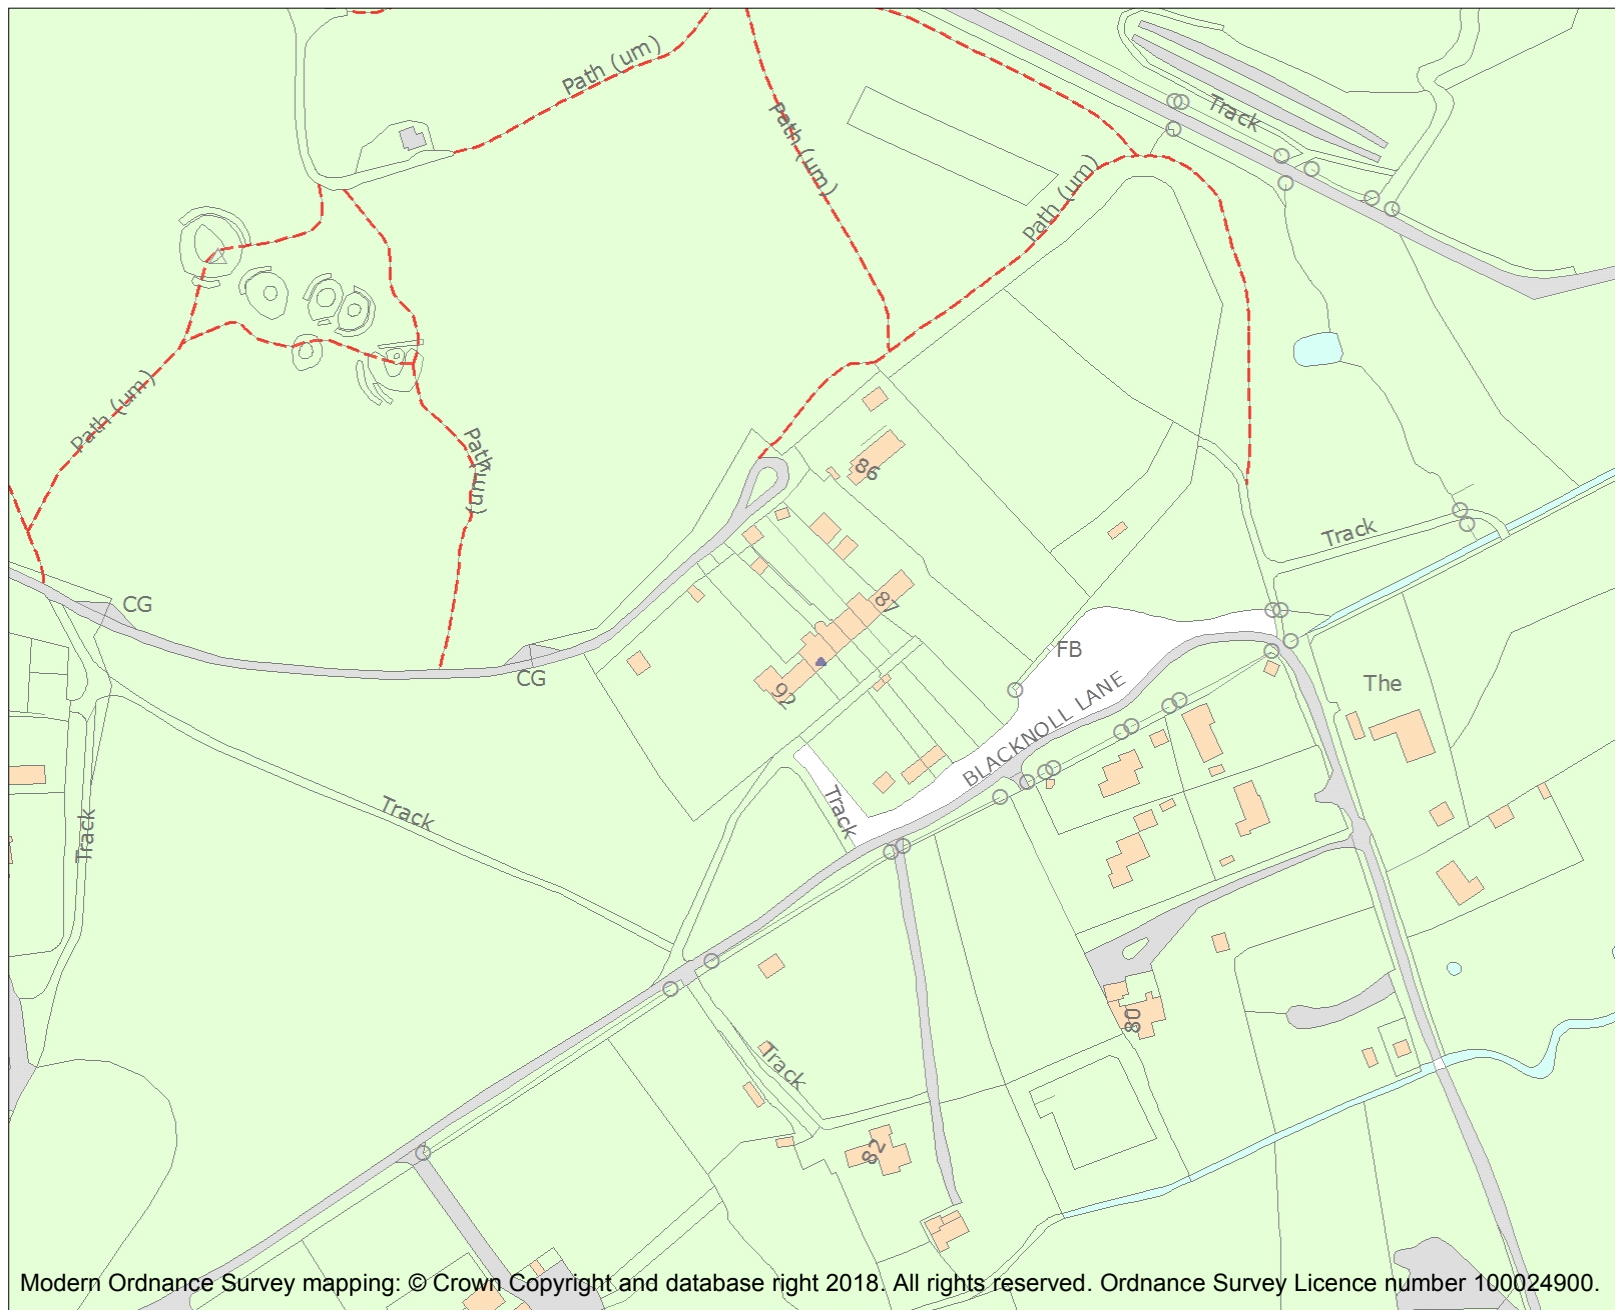 Path (um)
Path (um)
Track
Path (um)
Path (um)
Path
(um)
86
Track
CG
87
FB
CG
92
The
BLACKNOLL LANE
Track
Track
Track
80
Track
82
Modern Ordnance Survey mapping: © Crown Copyright and database right 2018. All rights reserved. Ordnance Survey Licence number 100024900.